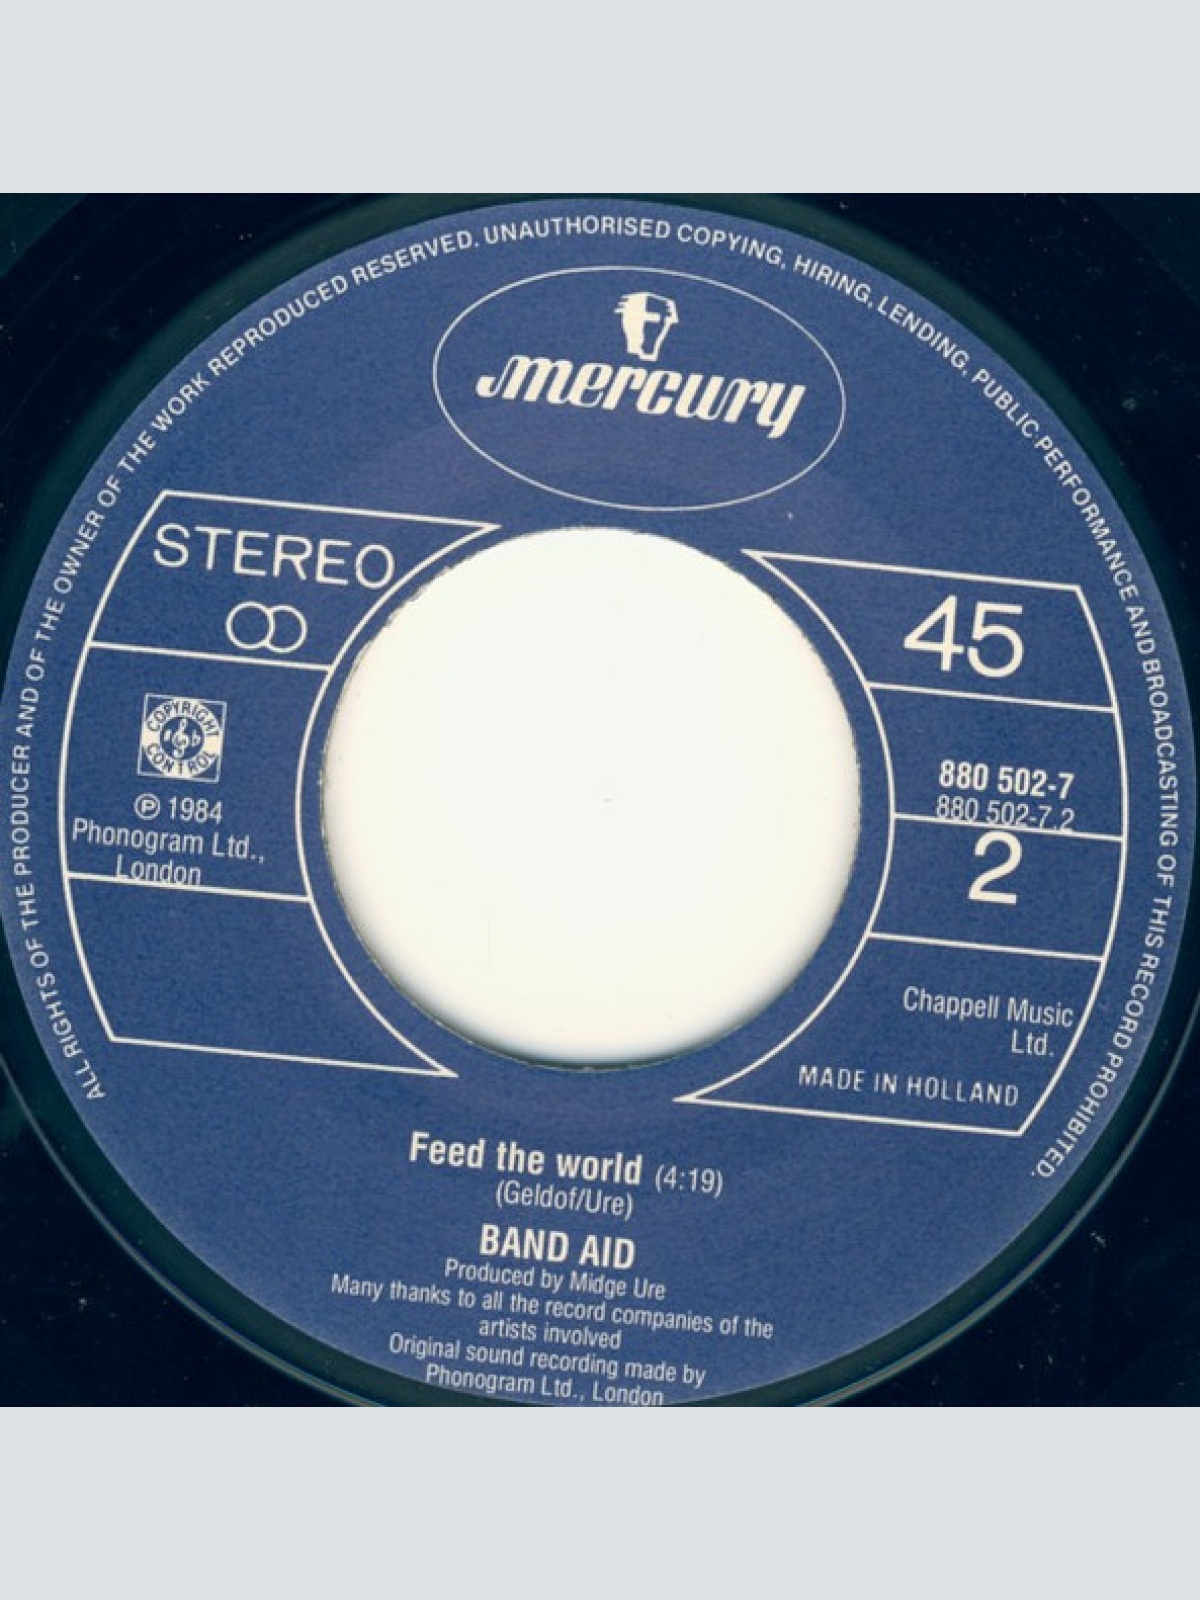 ALL RIGHTS OF THE PRODUCER AND OF THE OWNER OF THE WORK REPRODUCED RESERVED. UNAUTHORISED COPYING, HIRING, LENDING, PUBLIC PERFORMANCE AND BROADCASTING OF THIS RECORD PROHIBITED.
mercury
STEREO
45
COPYRIGHT
CONTROL
℗ 1984
Phonogram Ltd.,
London
880 502-7
880 502-7.2
2
Chappell Music
Ltd.
MADE IN HOLLAND
Feed the world (4:19)
(Geldof/Ure)
BAND AID
Produced by Midge Ure
Many thanks to all the record companies of the
artists involved
Original sound recording made by
Phonogram Ltd., London